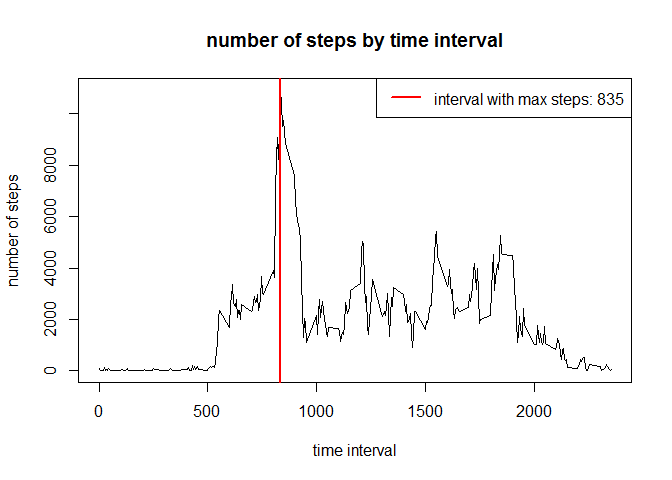 number of steps by time interval
interval with max steps: 835
number of steps
0
2000
4000
6000
8000
0
500
1000
1500
2000
time interval